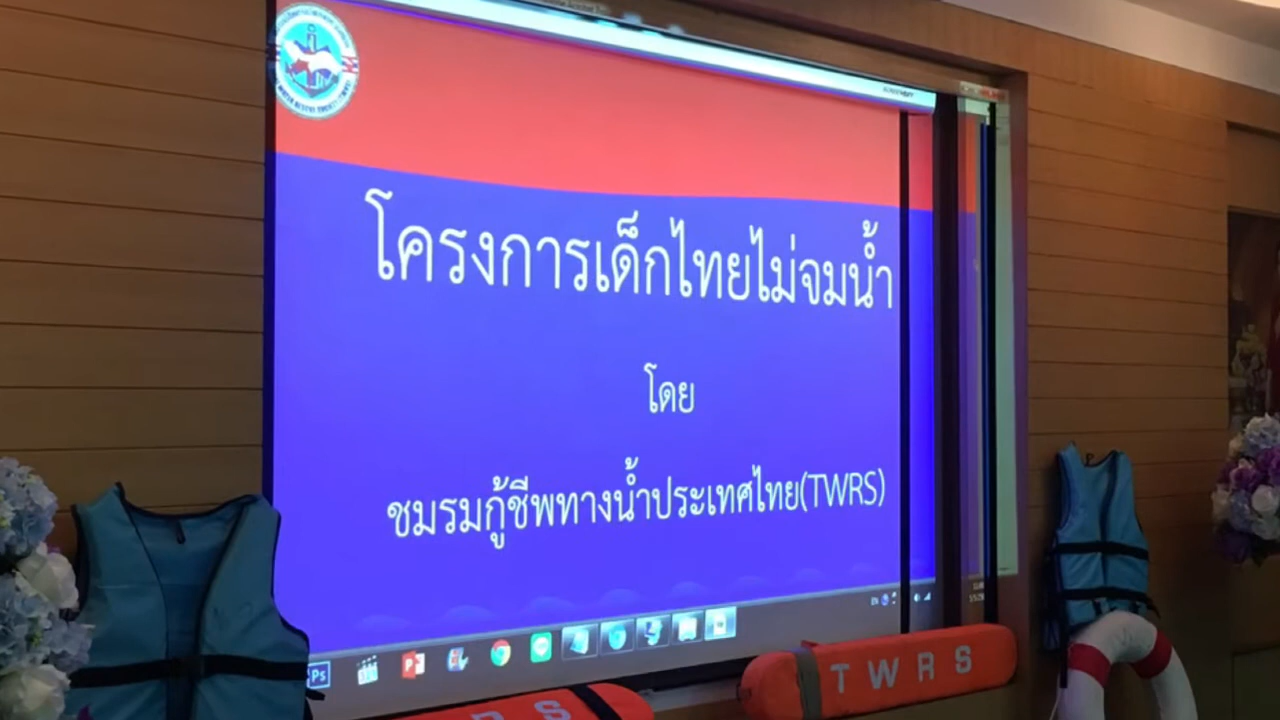 โครงการเด็กไทยไม่จมน้ำ
โดย
ชมรมกู้ชีพทางน้ำประเทศไทย(TWRS)
Ps
EN
R S
TWRS